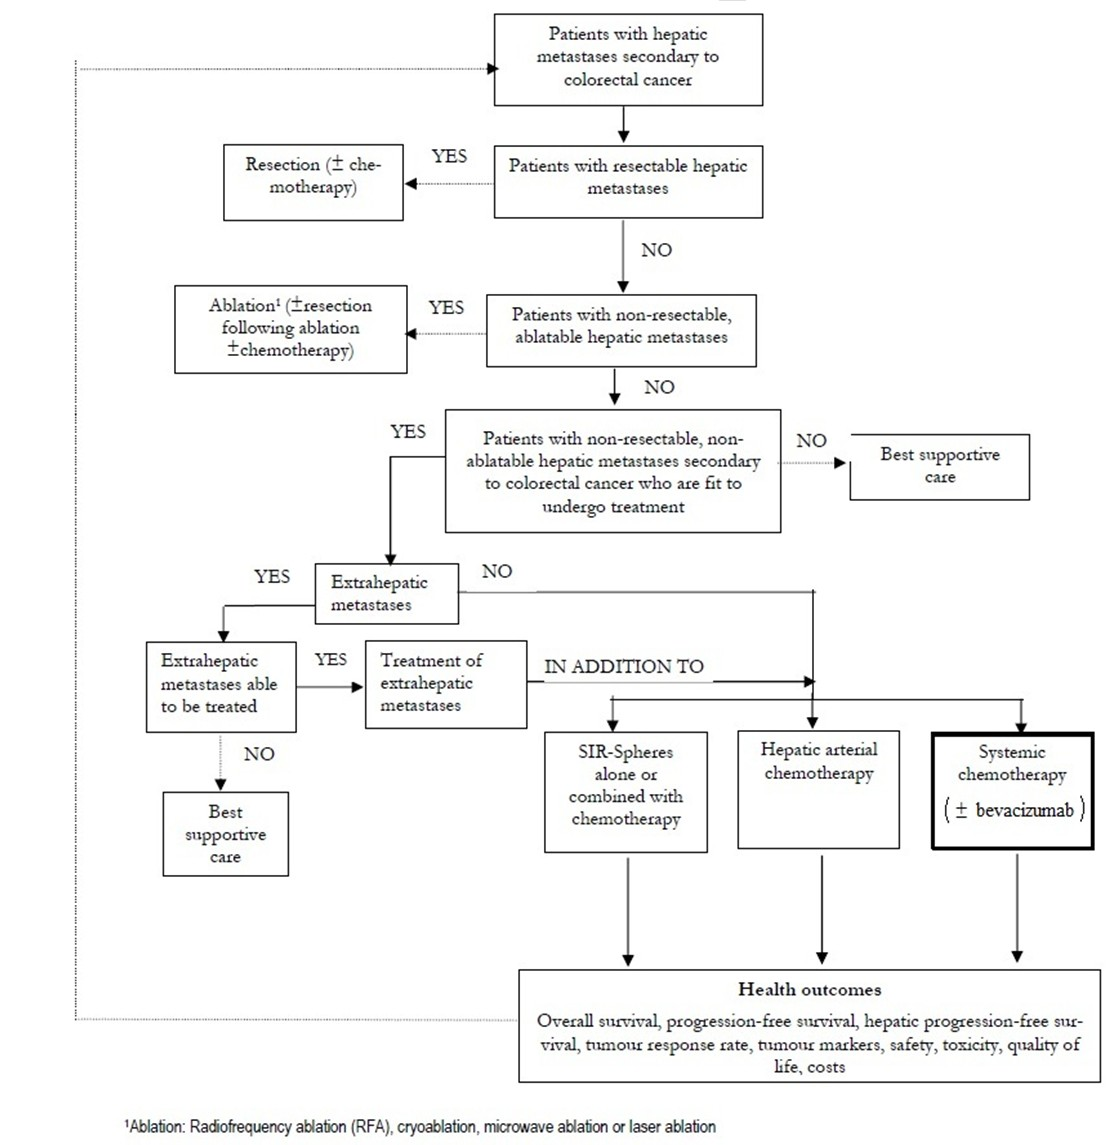 Patients with hepatic
metastases secondary to
colorectal cancer
Resection (± che-
motherapy)
YES
Patients with resectable hepatic
metastases
NO
Ablation¹ (±resection
following ablation
±chemotherapy)
YES
Patients with non-resectable,
ablatable hepatic metastases
NO
YES
Patients with non-resectable, non-
ablatable hepatic metastases secondary
to colorectal cancer who are fit to
undergo treatment
NO
Best supportive
care
YES
Extrahepatic
metastases
NO
Extrahepatic
metastases able
to be treated
YES
Treatment of
extrahepatic
metastases
IN ADDITION TO
NO
Best
supportive
care
SIR-Spheres
alone or
combined with
chemotherapy
Hepatic arterial
chemotherapy
Systemic
chemotherapy
(± bevacizumab)
Health outcomes
Overall survival, progression-free survival, hepatic progression-free sur-
vival, tumour response rate, tumour markers, safety, toxicity, quality of
life, costs
¹Ablation: Radiofrequency ablation (RFA), cryoablation, microwave ablation or laser ablation